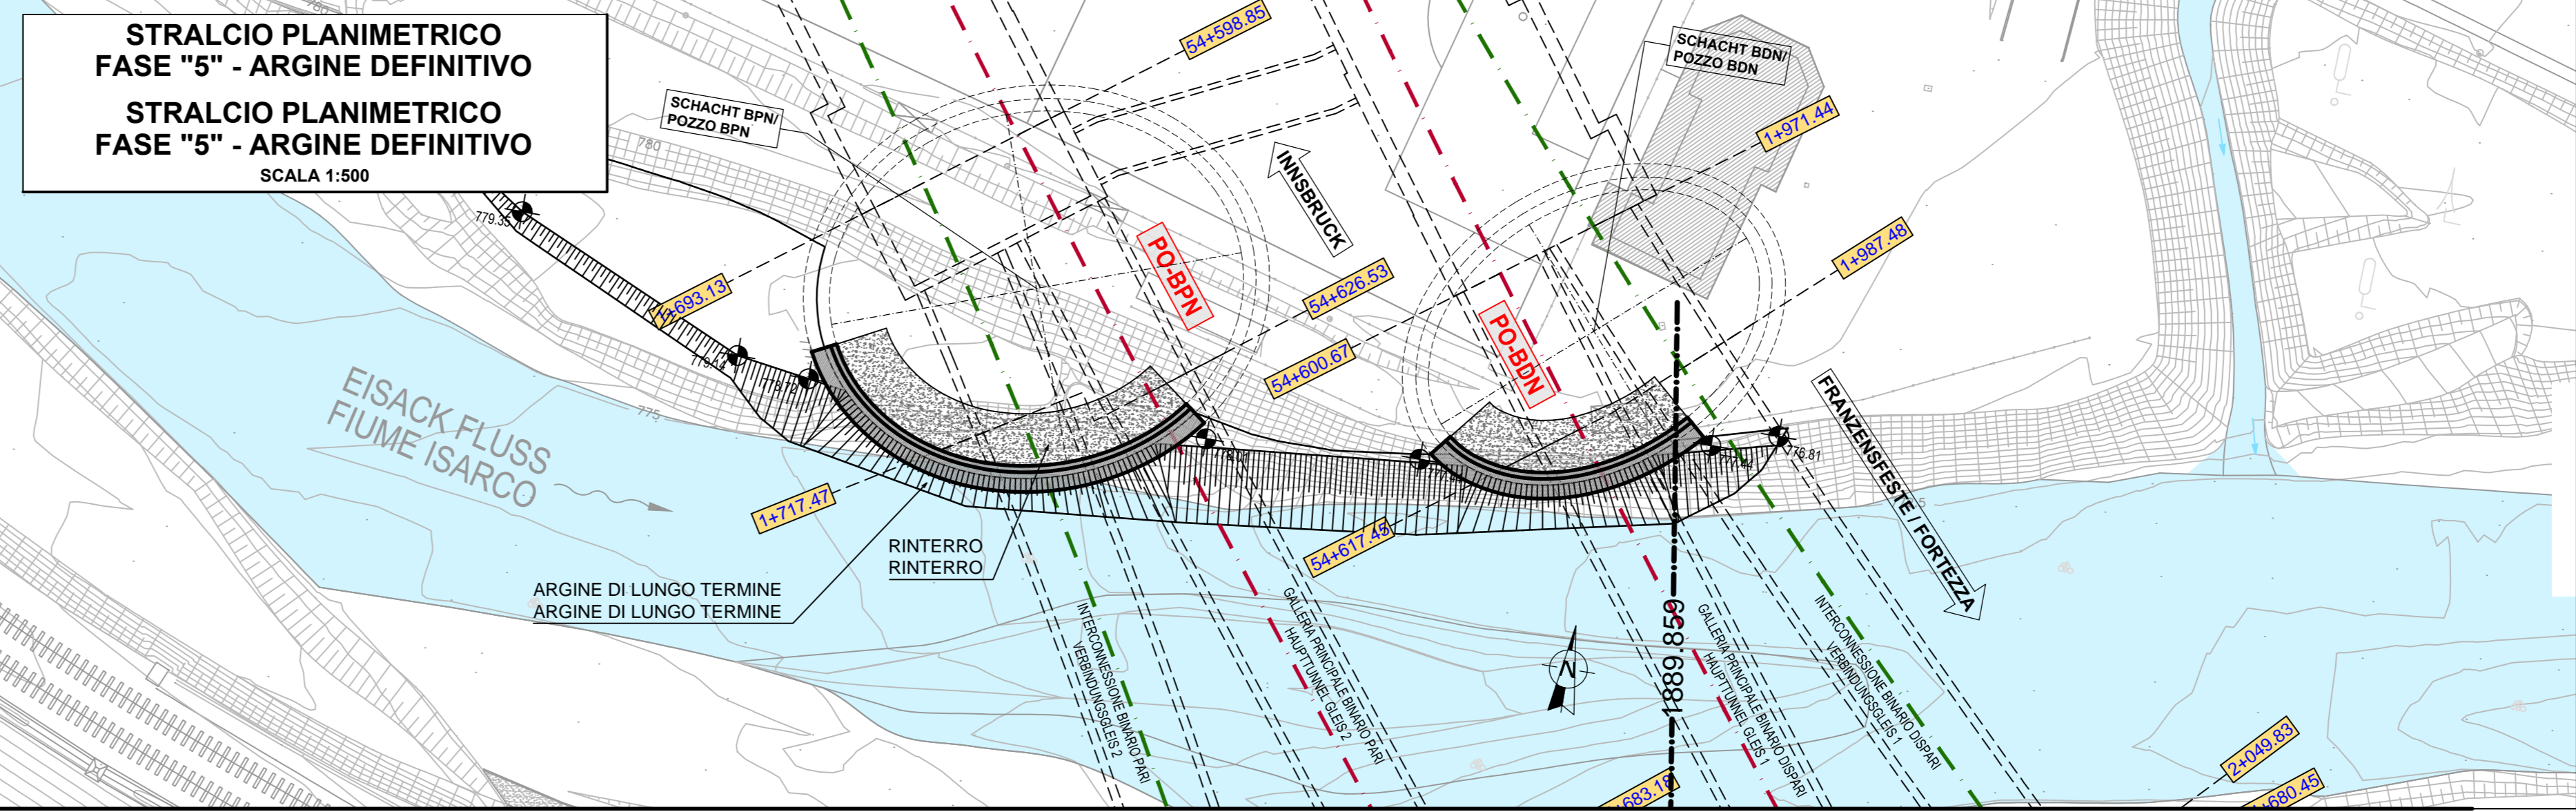 STRALCIO PLANIMETRICO
FASE "5" - ARGINE DEFINITIVO
STRALCIO PLANIMETRICO
FASE "5" - ARGINE DEFINITIVO
SCALA 1:500
780
54+598.85
SCHACHT BPN/
POZZO BPN
SCHACHT BDN/
POZZO BDN
1+971.44
INNSBRUCK
779.35
1+693.13
PO-BPN
54+626.53
1+987.48
PO-BDN
54+600.67
779.14
778.72
775
EISACK FLUSS
FIUME ISARCO
FRANZENSFESTE / FORTEZZA
776.81
1+717.47
54+617.45
RINTERRO
RINTERRO
ARGINE DI LUNGO TERMINE
ARGINE DI LUNGO TERMINE
INTERCONNESSIONE BINARIO PARI
VERBINDUNGSGLEIS 2
GALLERIA PRINCIPALE BINARIO PARI
HAUPTTUNNEL GLEIS 2
1889.859
GALLERIA PRINCIPALE BINARIO DISPARI
HAUPTTUNNEL GLEIS 1
INTERCONNESSIONE BINARIO DISPARI
VERBINDUNGSGLEIS 1
N
2+049.83